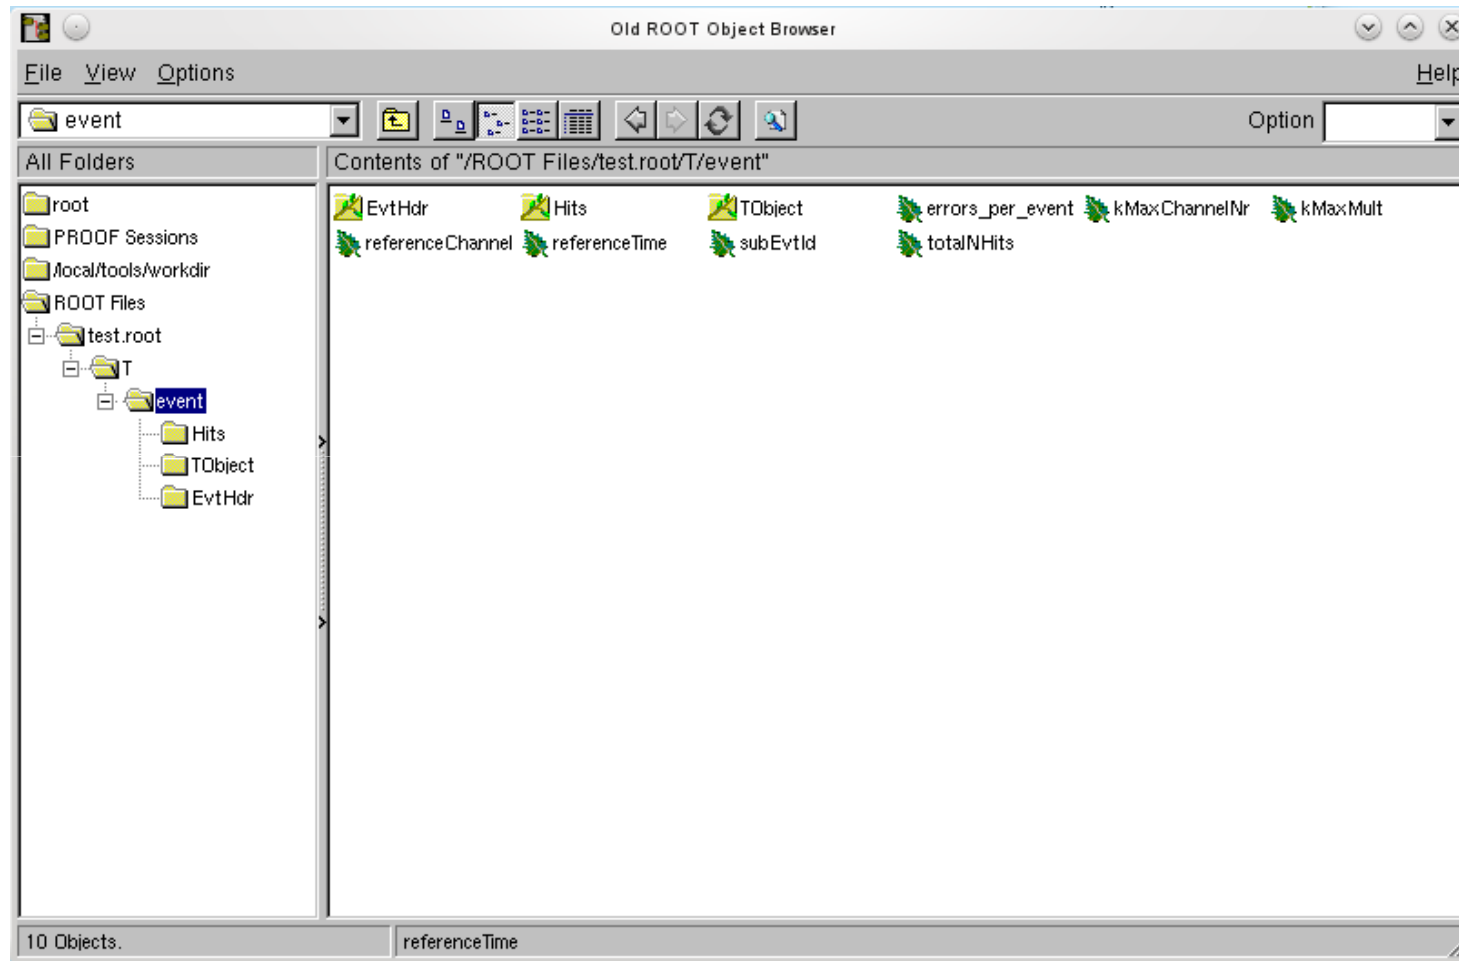 Old ROOT Object Browser
File View Options Help
event Option
All Folders Contents of "/ROOT Files/test.root/T/event"
root
PROOF Sessions
/local/tools/workdir
ROOT Files
test.root
T
event
Hits
TObject
EvtHdr
EvtHdr Hits TObject errors_per_event kMaxChannelNr kMaxMult
referenceChannel referenceTime subEvtId totalNHits
10 Objects. referenceTime